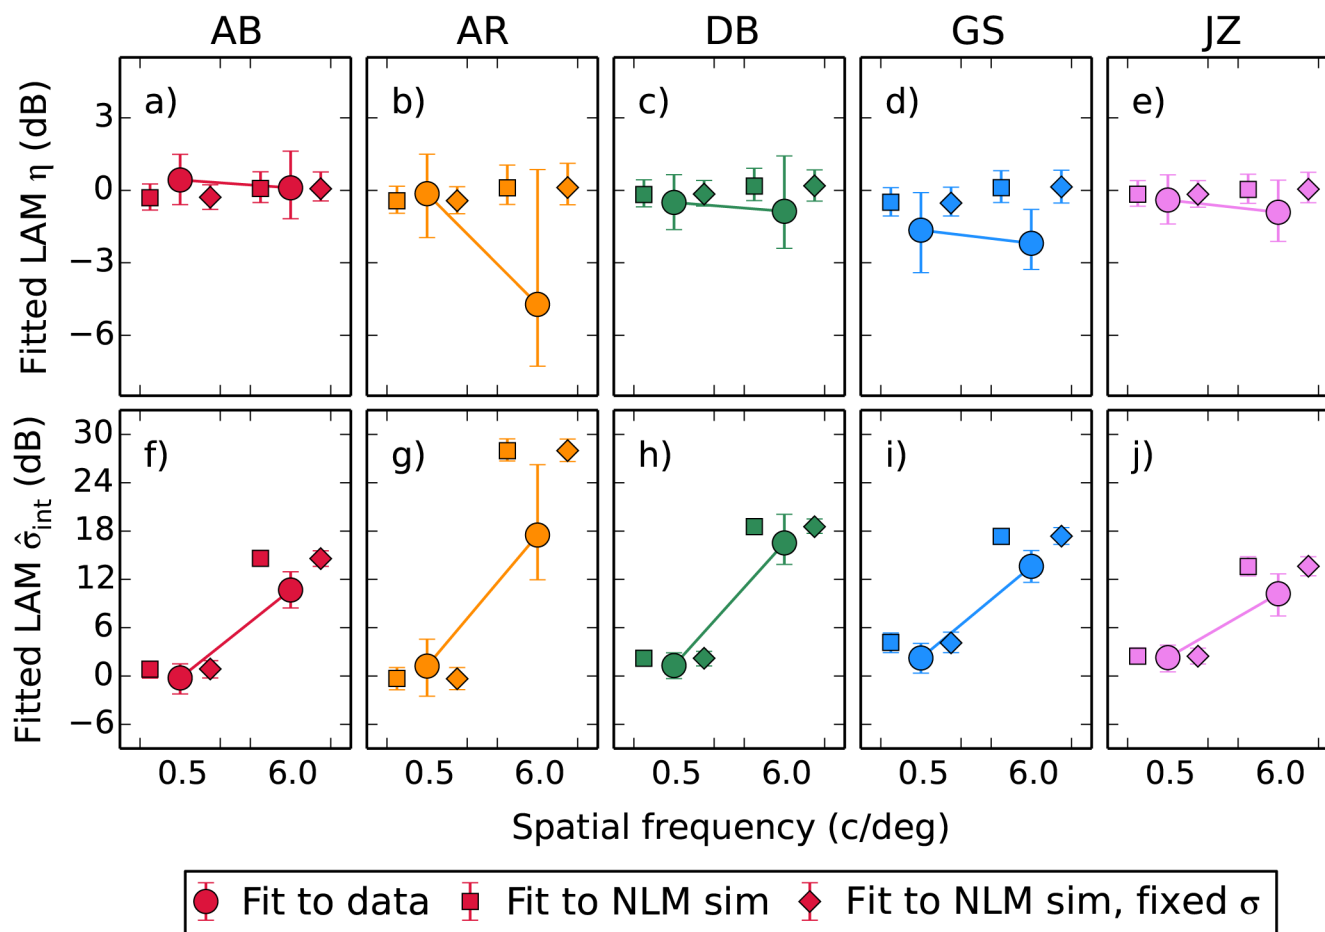 AB AR DB GS JZ
Fitted LAM η (dB)
3
0
−3
−6
a) b) c) d) e)
Fitted LAM σ̂int (dB)
30
24
18
12
6
0
−6
f) g) h) i) j)
0.5 6.0 0.5 6.0 0.5 6.0 0.5 6.0 0.5 6.0
Spatial frequency (c/deg)
Fit to data Fit to NLM sim Fit to NLM sim, fixed σ